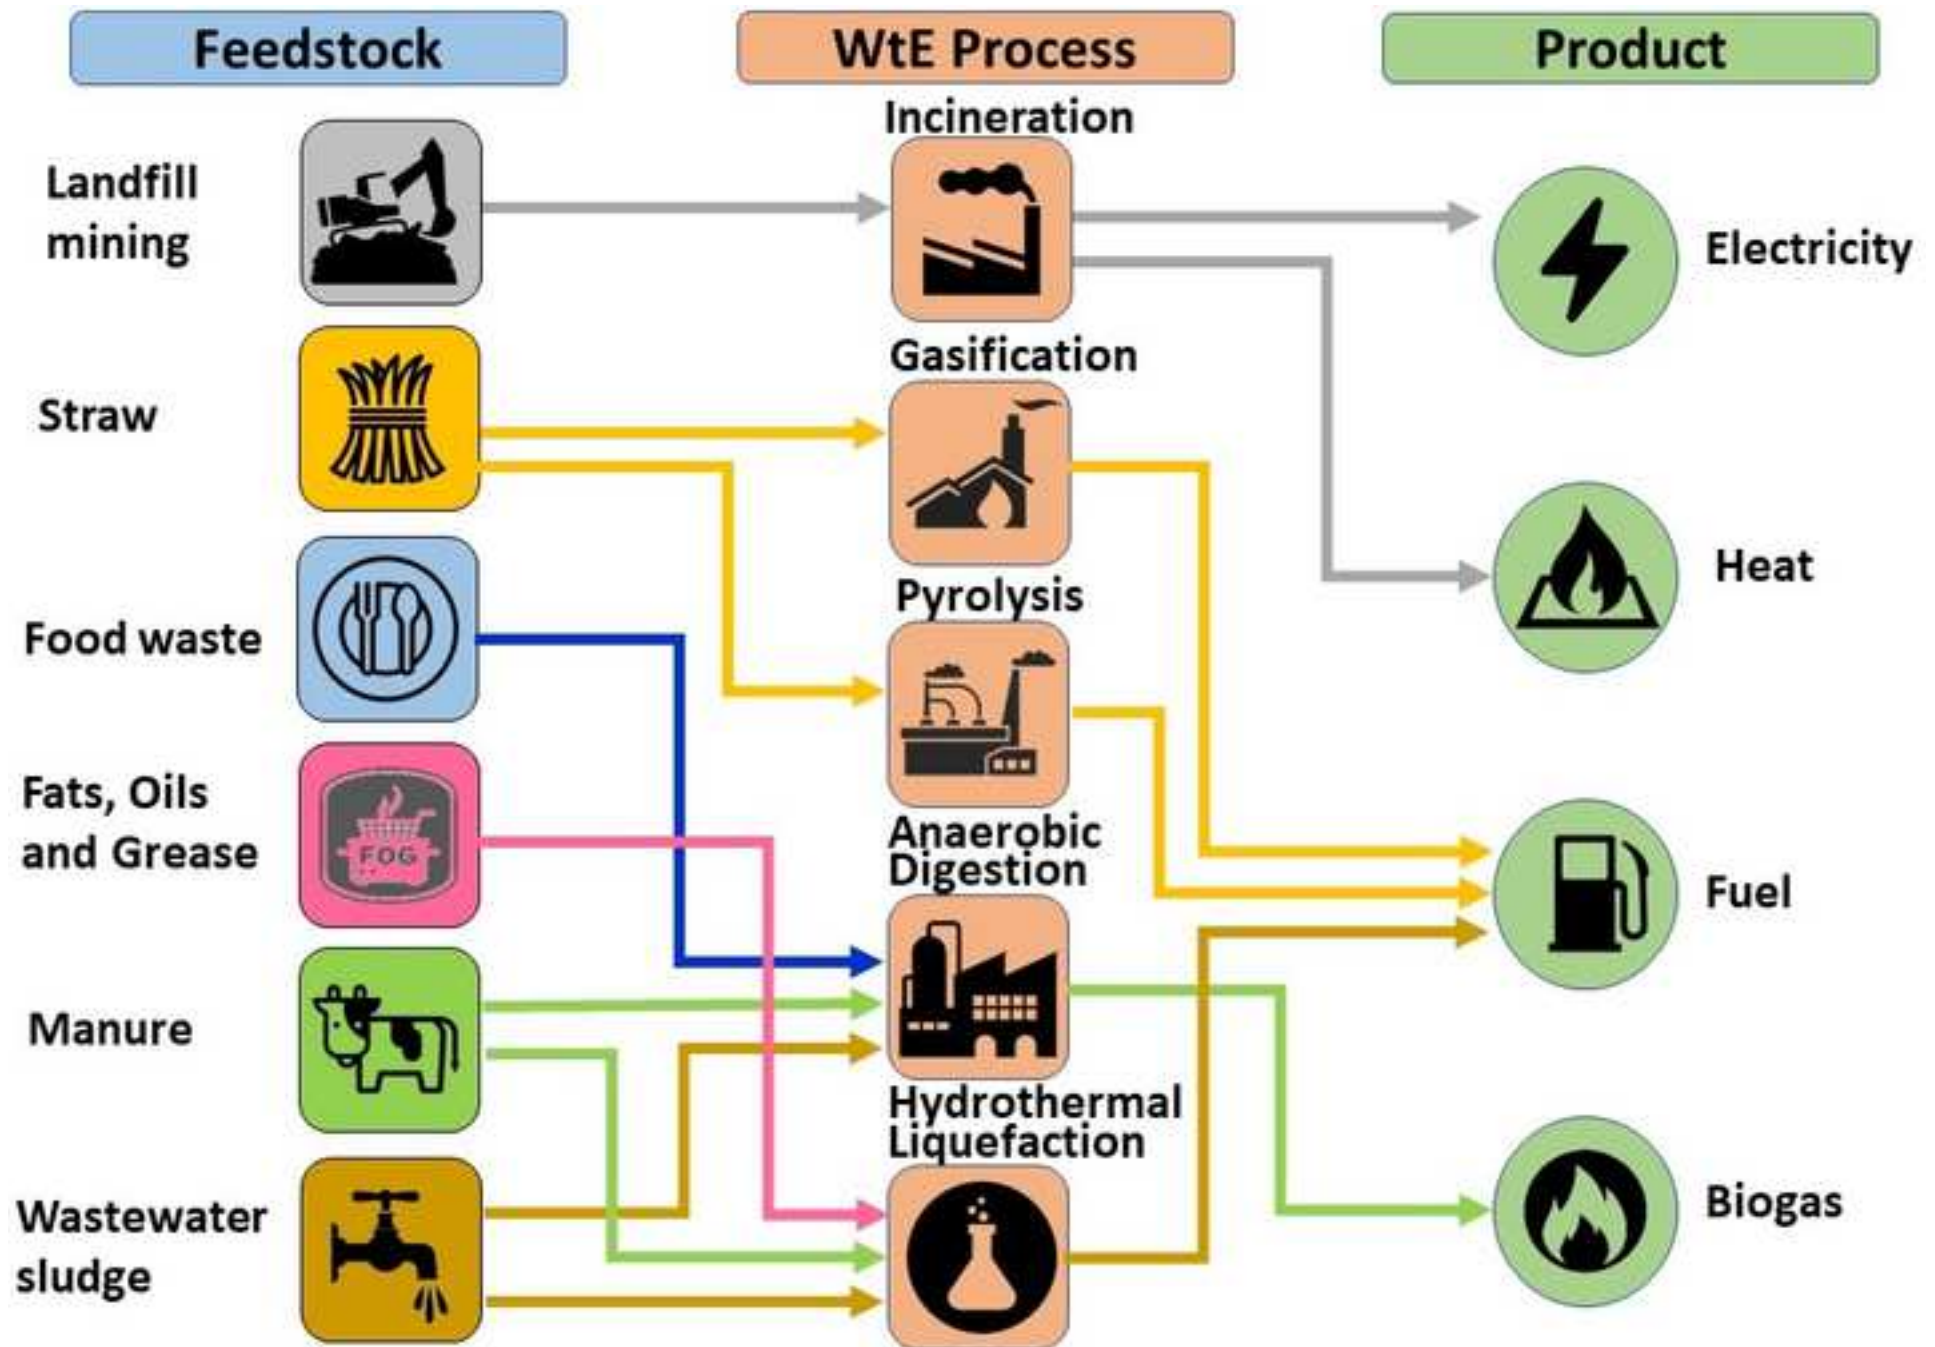 Feedstock
WtE Process
Product
Landfill
mining
Straw
Food waste
Fats, Oils
and Grease
FOG
Manure
Wastewater
sludge
Incineration
Gasification
Pyrolysis
Anaerobic
Digestion
Hydrothermal
Liquefaction
Electricity
Heat
Fuel
Biogas